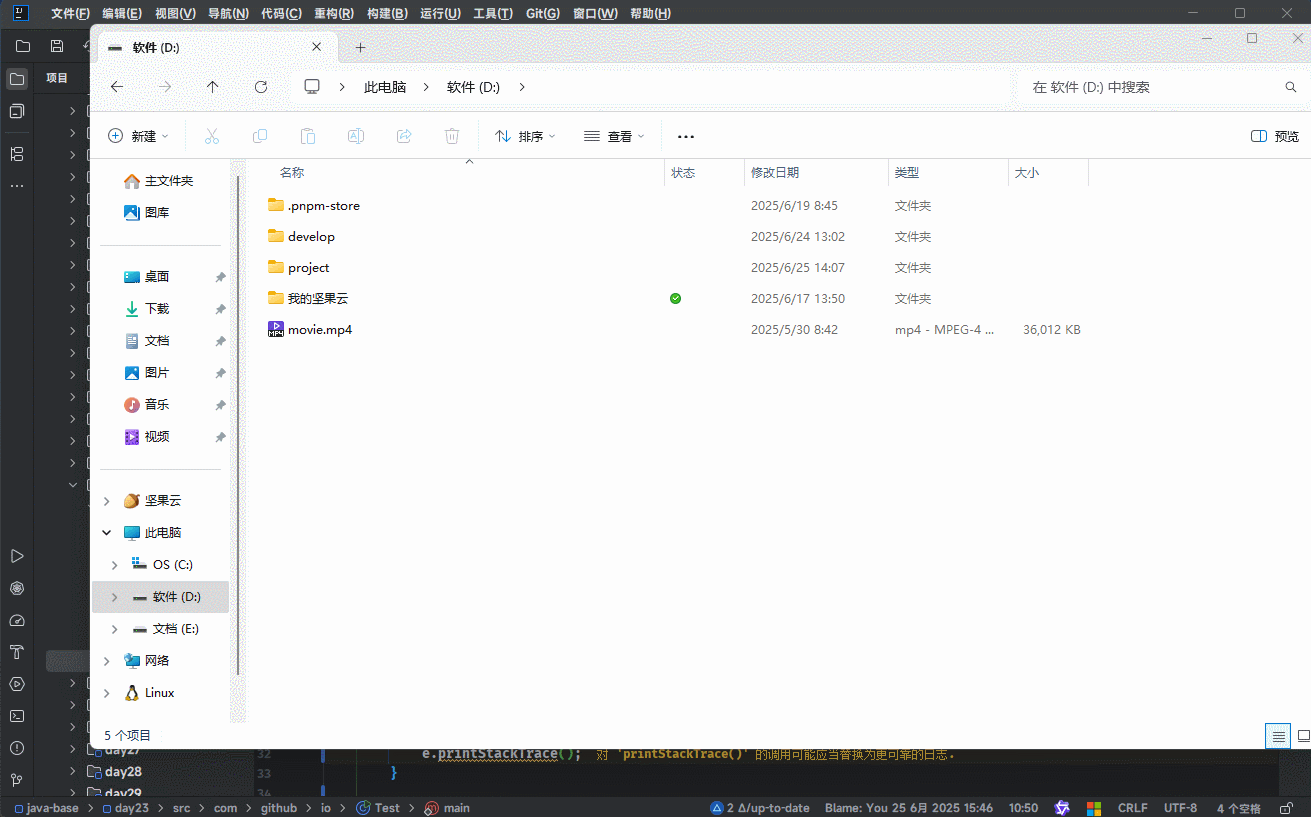 文件(F) 编辑(E) 视图(V) 导航(N) 代码(C) 重构(R) 构建(B) 运行(U) 工具(T) Git(G) 窗口(W) 帮助(H)
项目
软件 (D:)
此电脑 软件 (D:)
在 软件 (D:) 中搜索
新建 排序 查看 预览
名称 状态 修改日期 类型 大小
.pnpm-store 2025/6/19 8:45 文件夹
develop 2025/6/24 13:02 文件夹
project 2025/6/25 14:07 文件夹
我的坚果云 2025/6/17 13:50 文件夹
movie.mp4 2025/5/30 8:42 mp4 - MPEG-4 ... 36,012 KB
主文件夹
图库
桌面
下载
文档
图片
音乐
视频
坚果云
此电脑
OS (C:)
软件 (D:)
文档 (E:)
网络
Linux
5 个项目
day27
32 e.printStackTrace(); 对 'printStackTrace()' 的调用可能应当替换为更可靠的日志.
day28
33 }
day29
34
java-base day23 src com github io Test main 2 Δ/up-to-date Blame: You 25 6月 2025 15:46 10:50 CRLF UTF-8 4 个空格